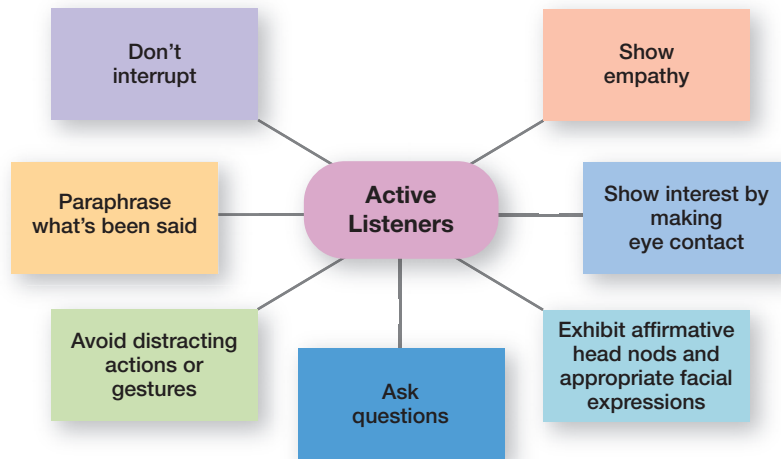 Don’t
interrupt
Show
empathy
Paraphrase
what’s been said
Active
Listeners
Show interest by
making
eye contact
Avoid distracting
actions or
gestures
Ask
questions
Exhibit affirmative
head nods and
appropriate facial
expressions